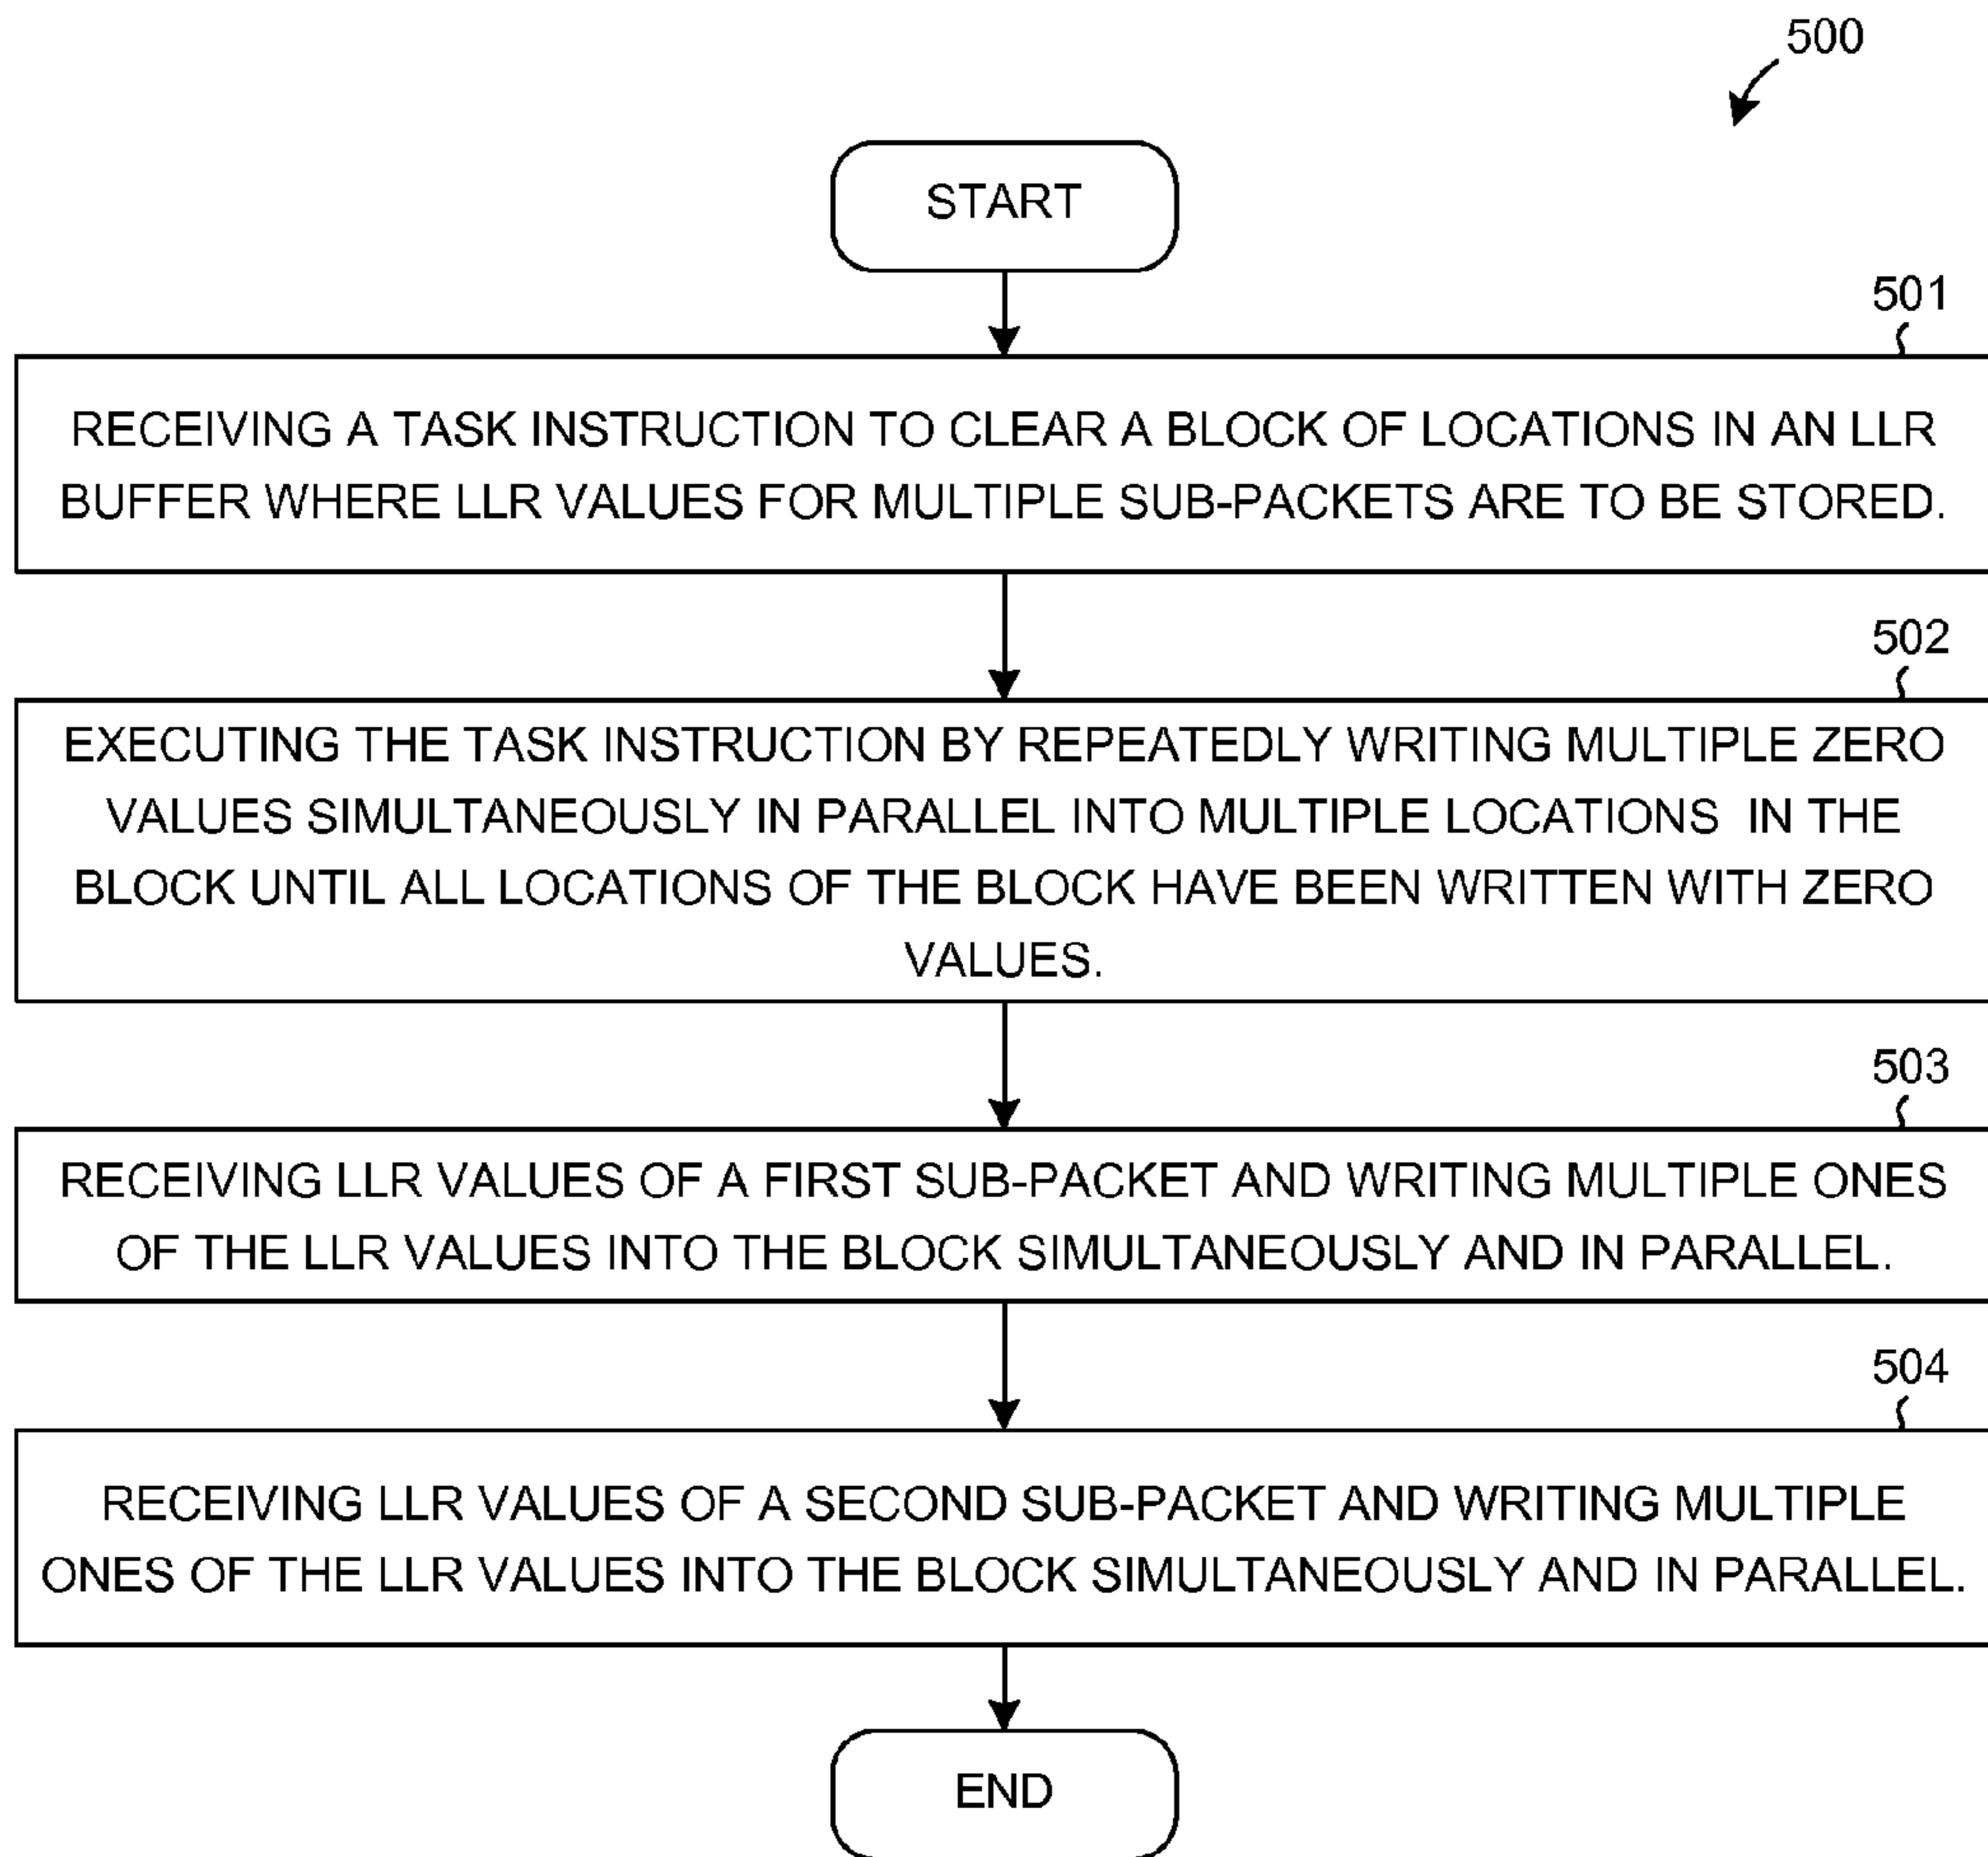 500
START
501
RECEIVING A TASK INSTRUCTION TO CLEAR A BLOCK OF LOCATIONS IN AN LLR
BUFFER WHERE LLR VALUES FOR MULTIPLE SUB-PACKETS ARE TO BE STORED.
502
EXECUTING THE TASK INSTRUCTION BY REPEATEDLY WRITING MULTIPLE ZERO
VALUES SIMULTANEOUSLY IN PARALLEL INTO MULTIPLE LOCATIONS IN THE
BLOCK UNTIL ALL LOCATIONS OF THE BLOCK HAVE BEEN WRITTEN WITH ZERO
VALUES.
503
RECEIVING LLR VALUES OF A FIRST SUB-PACKET AND WRITING MULTIPLE ONES
OF THE LLR VALUES INTO THE BLOCK SIMULTANEOUSLY AND IN PARALLEL.
504
RECEIVING LLR VALUES OF A SECOND SUB-PACKET AND WRITING MULTIPLE
ONES OF THE LLR VALUES INTO THE BLOCK SIMULTANEOUSLY AND IN PARALLEL.
END